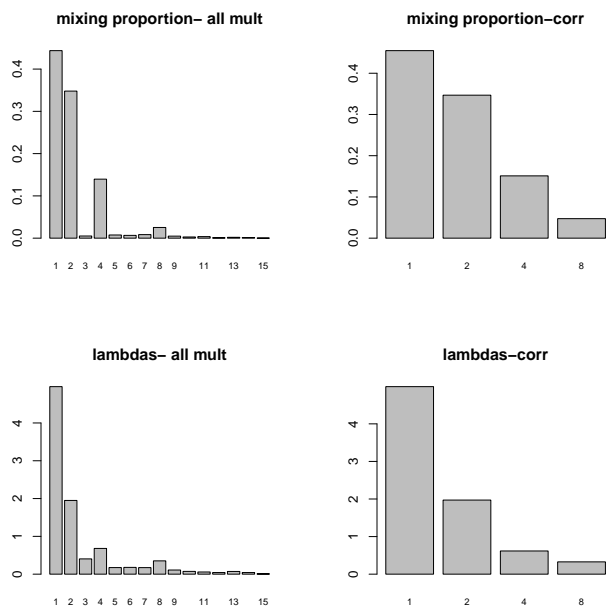 mixing proportion− all mult
0.0 0.1 0.2 0.3 0.4
1 2 3 4 5 6 7 8 9 11 13 15
mixing proportion−corr
0.0 0.1 0.2 0.3 0.4
1 2 4 8
lambdas− all mult
0 1 2 3 4
1 2 3 4 5 6 7 8 9 11 13 15
lambdas−corr
0 1 2 3 4
1 2 4 8